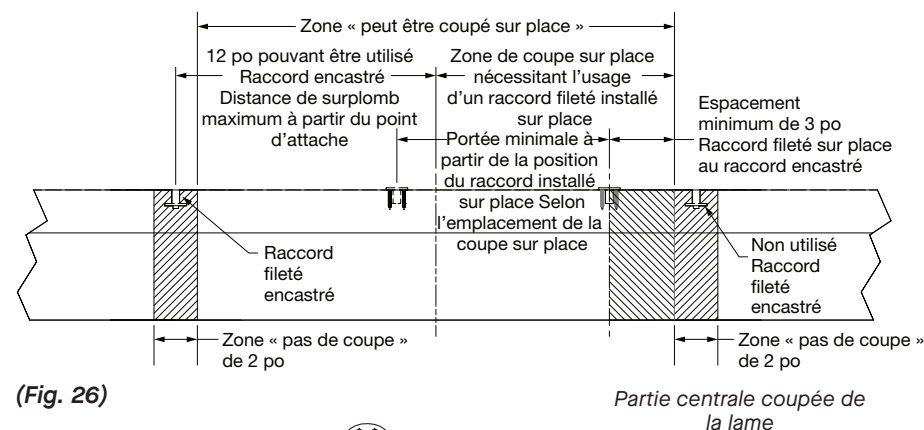 Zone « peut être coupé sur place »
12 po pouvant être utilisé
Raccord encastré
Distance de surplomb
maximum à partir du point
d'attache
Zone de coupe sur place
nécessitant l'usage
d'un raccord fileté installé
sur place
Portée minimale à
partir de la position
du raccord installé
sur place Selon
l'emplacement de la
coupe sur place
Espacement
minimum de 3 po
Raccord fileté sur place
au raccord encastré
Raccord
fileté
encastré
Non utilisé
Raccord
fileté
encastré
Zone « pas de coupe »
de 2 po
Zone « pas de coupe »
de 2 po
(Fig. 26)
Partie centrale coupée de
la lame